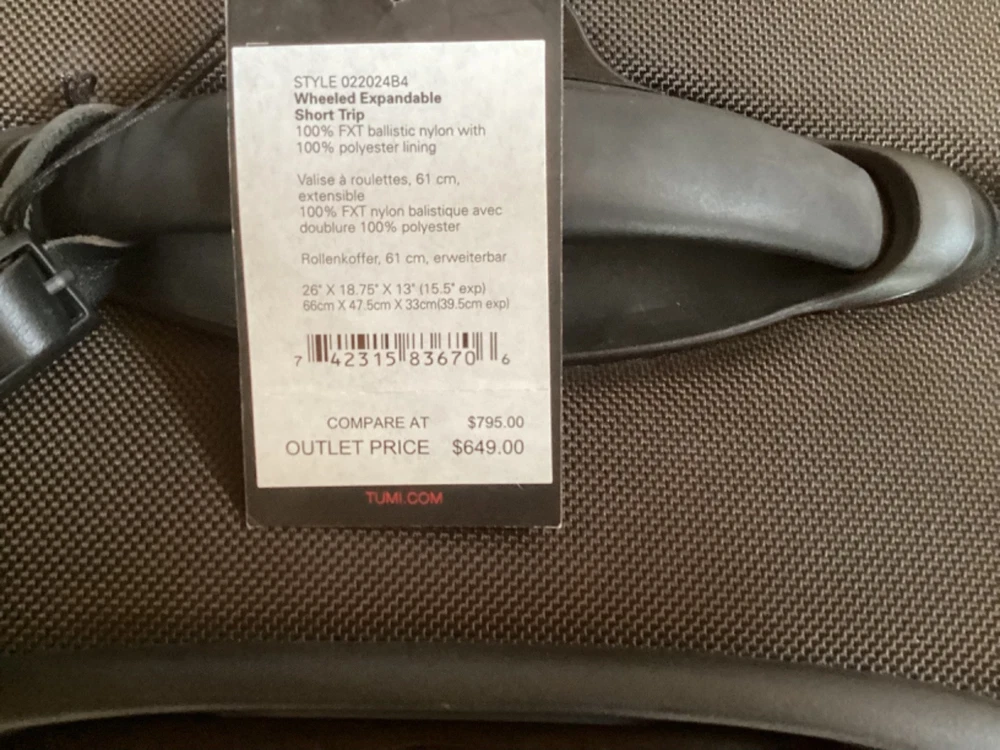 STYLE 022024B4
Wheeled Expandable
Short Trip
100% FXT ballistic nylon with
100% polyester lining
Valise à roulettes, 61 cm,
extensible
100% FXT nylon balistique avec
doublure 100% polyester
Rollenkoffer, 61 cm, erweiterbar
26" X 18.75" X 13" (15.5" exp)
66cm X 47.5cm X 33cm(39.5cm exp)
7 42315 83670 6
COMPARE AT $795.00
OUTLET PRICE $649.00
TUMI.COM